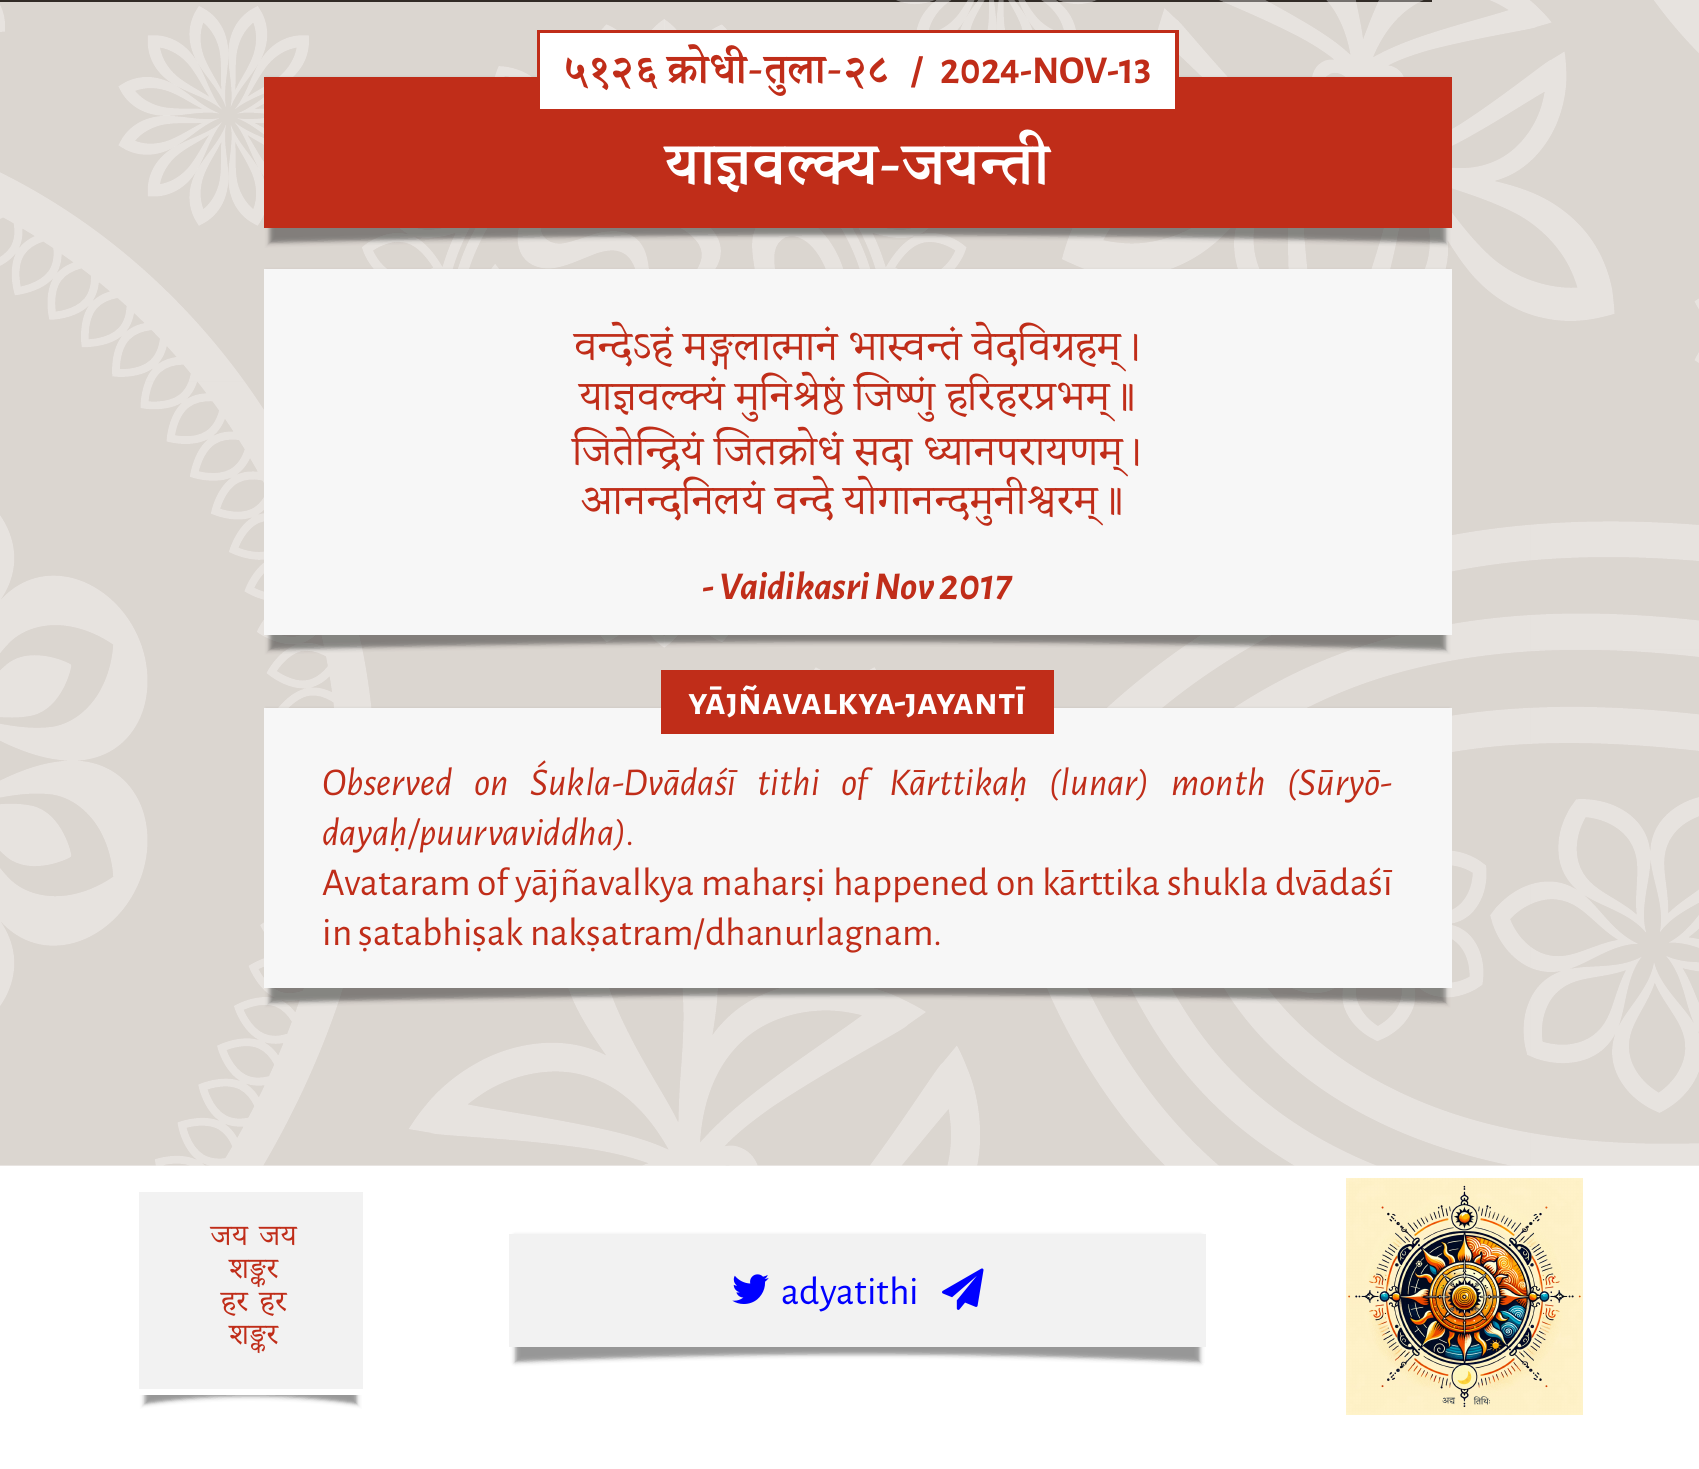 ५१२६ क्रोधी-तुला-२८ / 2024-NOV-13
याज्ञवल्क्य-जयन्ती
वन्देऽहं मङ्गलात्मानं भास्वन्तं वेदविग्रहम्।
याज्ञवल्क्यं मुनिश्रेष्ठं जिष्णुं हरिहरप्रभम्॥
जितेन्द्रियं जितक्रोधं सदा ध्यानपरायणम्।
आनन्दनिलयं वन्दे योगानन्दमुनीश्वरम्॥
- Vaidikasri Nov 2017
YĀJÑAVALKYA-JAYANTĪ
Observed on Śukla-Dvādaśī tithi of Kārttikaḥ (lunar) month (Sūryō-
dayaḥ/puurvaviddha).
Avataram of yājñavalkya maharṣi happened on kārttika shukla dvādaśī
in ṣatabhiṣak nakṣatram/dhanurlagnam.
जय जय
शङ्कर
हर हर
शङ्कर
adyatithi
अद्य तिथिः